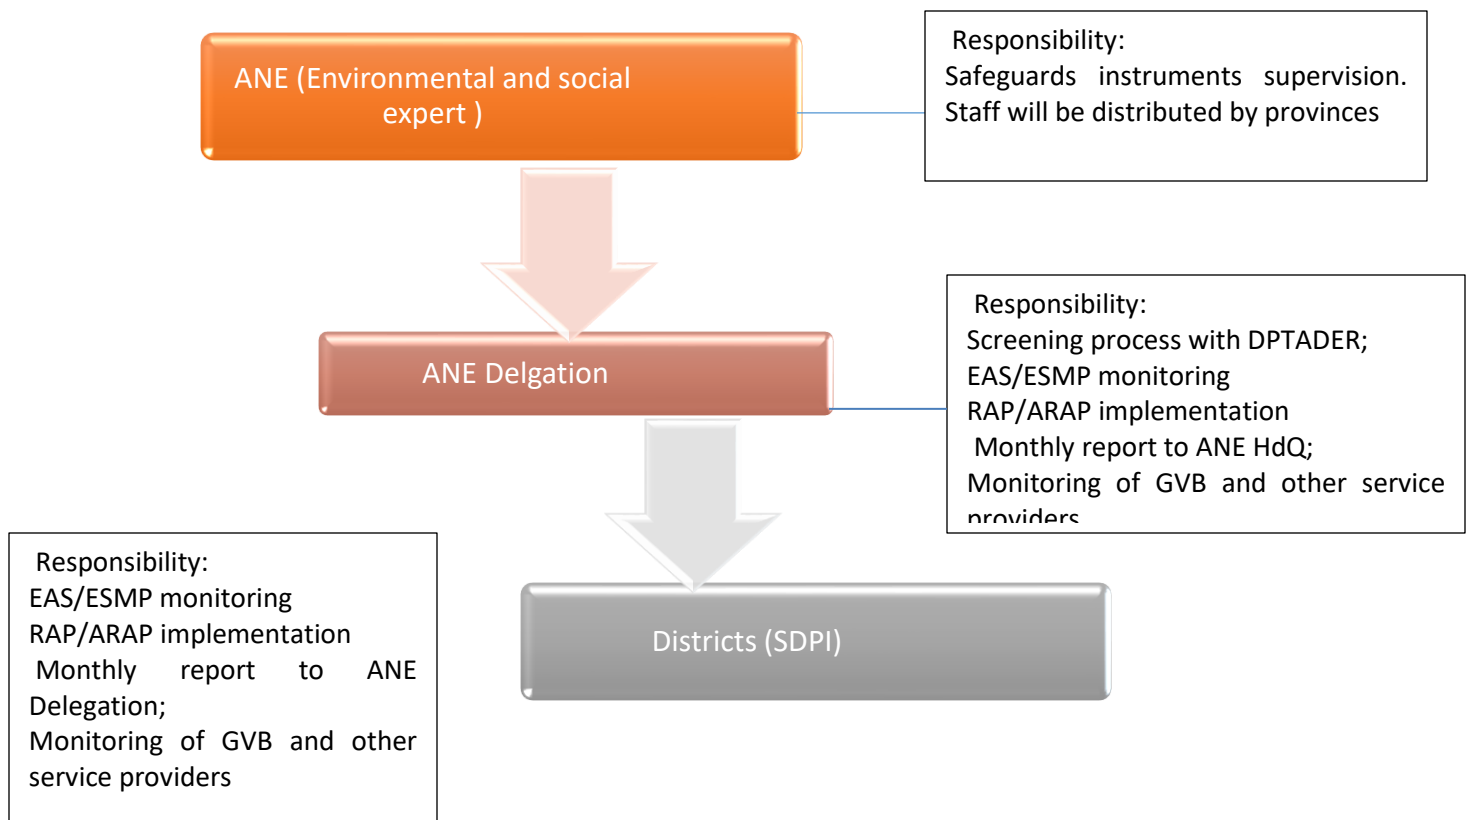 ANE (Environmental and social
expert )
Responsibility:
Safeguards instruments supervision.
Staff will be distributed by provinces
ANE Delgation
Responsibility:
Screening process with DPTADER;
EAS/ESMP monitoring
RAP/ARAP implementation
Monthly report to ANE HdQ;
Monitoring of GVB and other service
providers
Responsibility:
EAS/ESMP monitoring
RAP/ARAP implementation
Monthly report to ANE
Delegation;
Monitoring of GVB and other
service providers
Districts (SDPI)